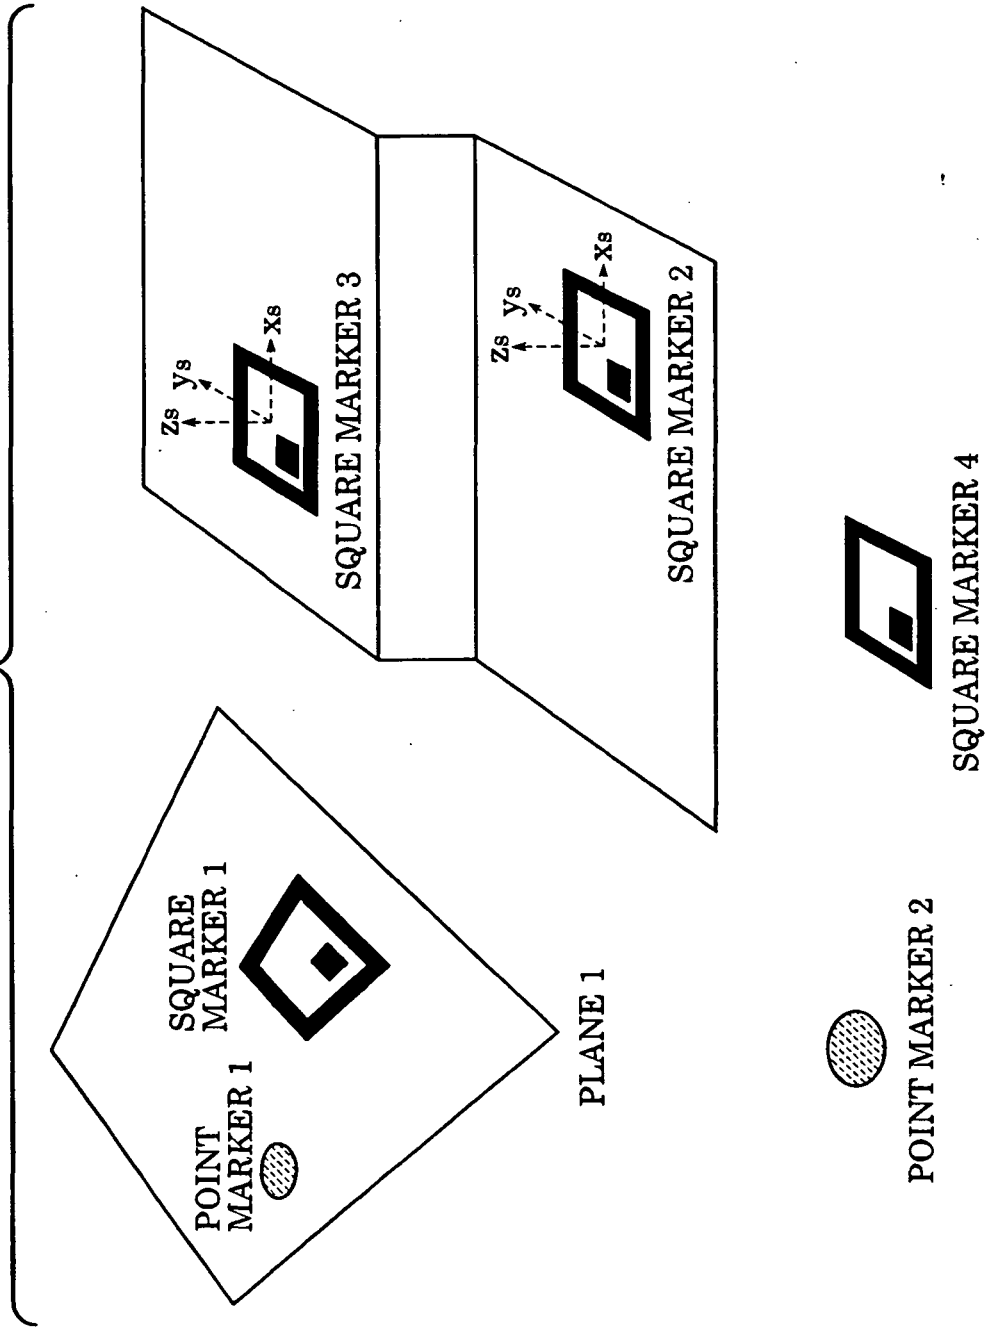 POINT
MARKER 1
SQUARE
MARKER 1
PLANE 1
zs
ys
xs
SQUARE MARKER 3
zs
ys
xs
SQUARE MARKER 2
POINT MARKER 2
SQUARE MARKER 4